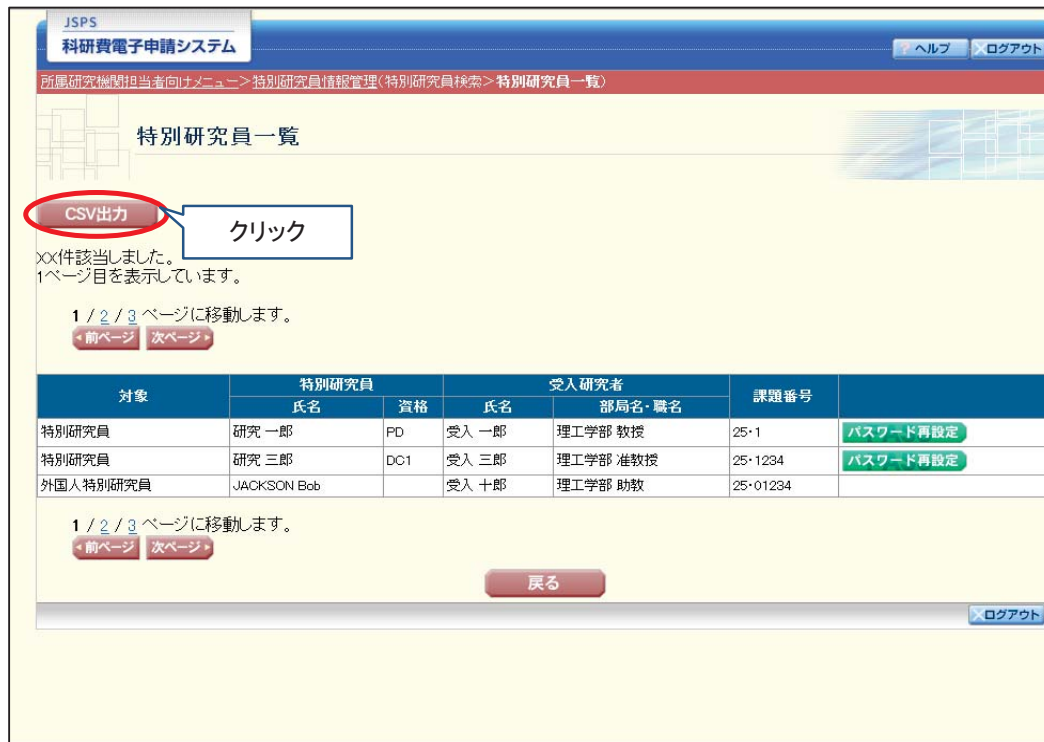 JSPS
科研費電子申請システム
? ヘルプ ×ログアウト
所属研究機関担当者向けメニュー>特別研究員情報管理(特別研究員検索>特別研究員一覧)
特別研究員一覧
CSV出力
クリック
XX件該当しました。
1ページ目を表示しています。
1 / 2 / 3 ページに移動します。
前ページ 次ページ
対象 特別研究員 受入研究者 課題番号
氏名 資格 氏名 部局名・職名
特別研究員 研究 一郎 PD 受入 一郎 理工学部 教授 25・1 パスワード再設定
特別研究員 研究 三郎 DC1 受入 三郎 理工学部 准教授 25・1234 パスワード再設定
外国人特別研究員 JACKSON Bob 受入 十郎 理工学部 助教 25・01234
1 / 2 / 3 ページに移動します。
前ページ 次ページ
戻る
×ログアウト